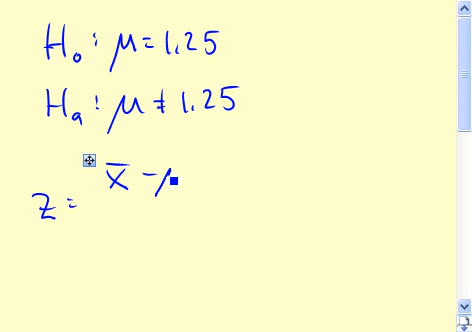 H₀: μ = 1.25
Hₐ: μ ≠ 1.25
x̄ -
z =